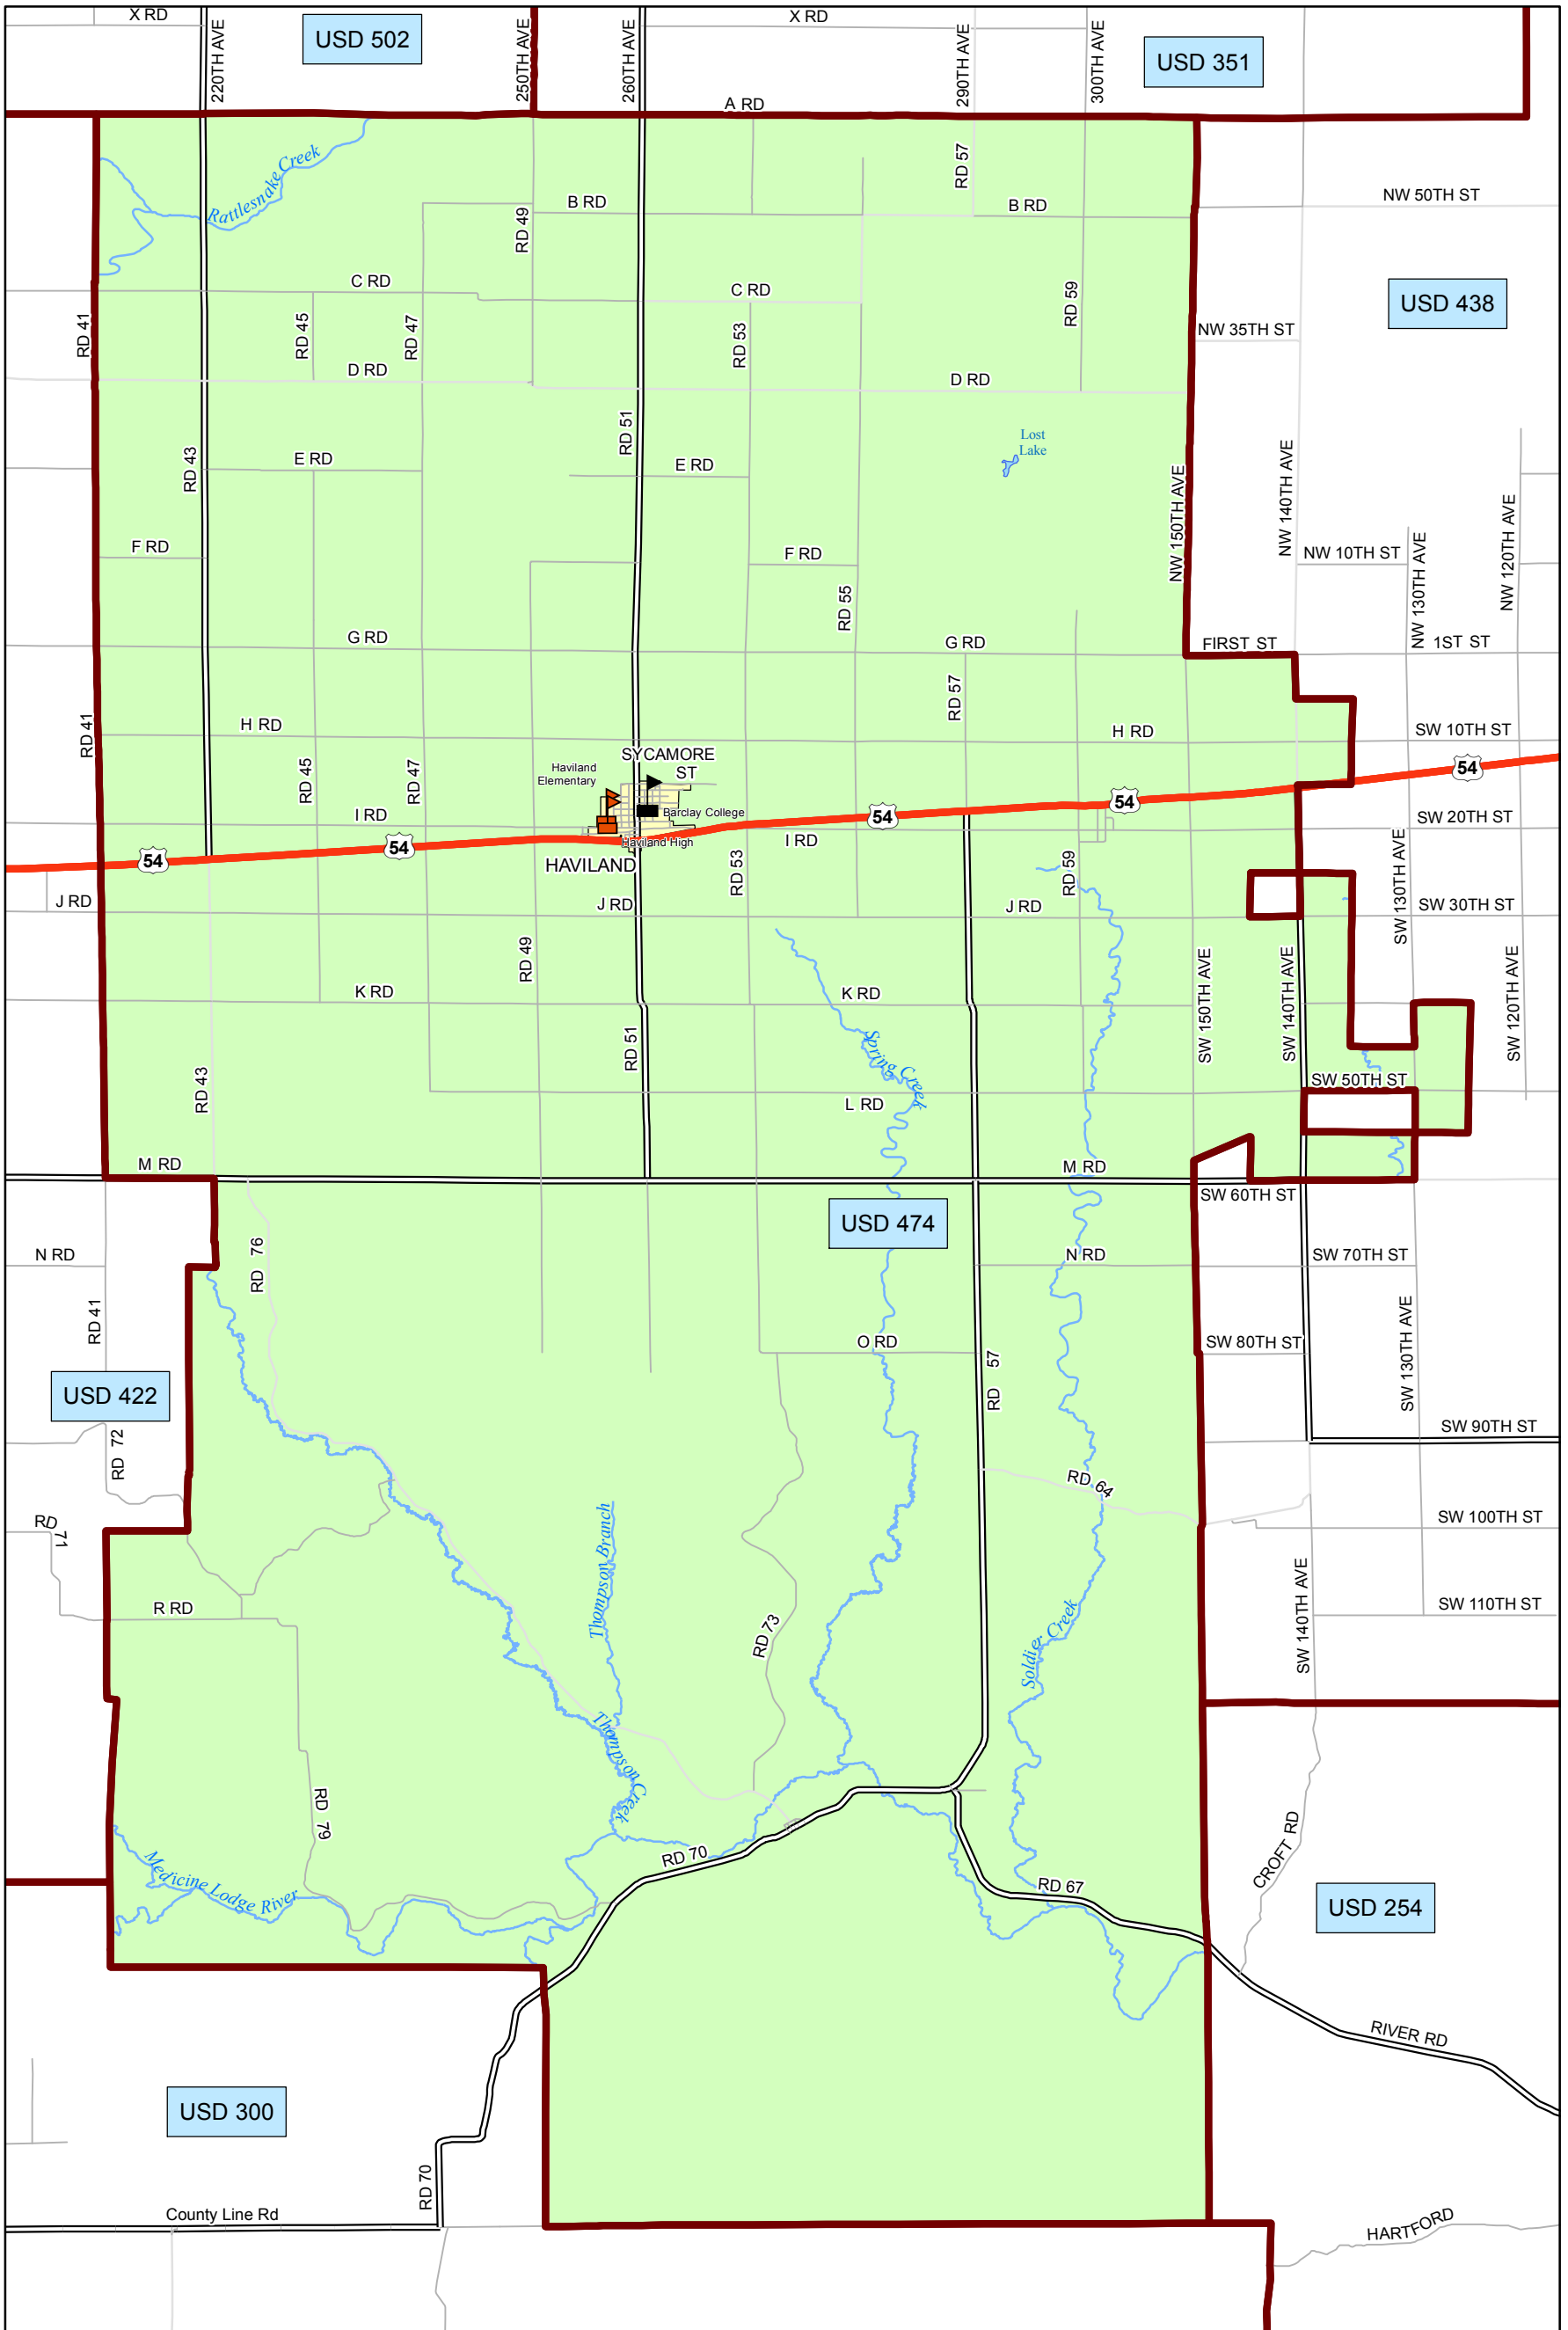 X RD
X RD
USD 502
USD 351
220TH AVE
250TH AVE
260TH AVE
290TH AVE
300TH AVE
A RD
Rattlesnake Creek
RD 57
B RD
B RD
NW 50TH ST
RD 49
C RD
C RD
USD 438
RD 41
RD 45
RD 47
RD 53
RD 59
NW 35TH ST
D RD
D RD
RD 51
Lost
Lake
RD 43
E RD
E RD
NW 150TH AVE
NW 140TH AVE
NW 120TH AVE
F RD
F RD
NW 10TH ST
NW 130TH AVE
RD 55
G RD
G RD
FIRST ST
1ST ST
RD 57
RD 41
H RD
H RD
SW 10TH ST
SYCAMORE
ST
Haviland
Elementary
RD 45
RD 47
54
54
Barclay College
54
I RD
I RD
SW 20TH ST
Haviland High
54
54
HAVILAND
RD 53
RD 59
SW 130TH AVE
J RD
J RD
J RD
SW 30TH ST
RD 49
SW 150TH AVE
SW 140TH AVE
SW 120TH AVE
K RD
K RD
RD 51
Spring Creek
RD 43
SW 50TH ST
L RD
M RD
M RD
SW 60TH ST
USD 474
N RD
RD 76
N RD
SW 70TH ST
RD 41
O RD
SW 80TH ST
SW 130TH AVE
RD 57
USD 422
RD 72
SW 90TH ST
RD 64
RD 71
Thompson Branch
SW 100TH ST
R RD
RD 73
Soldier Creek
SW 140TH AVE
SW 110TH ST
Thompson Creek
RD 79
CROFT RD
RD 70
Medicine Lodge River
RD 67
USD 254
RIVER RD
USD 300
RD 70
County Line Rd
HARTFORD